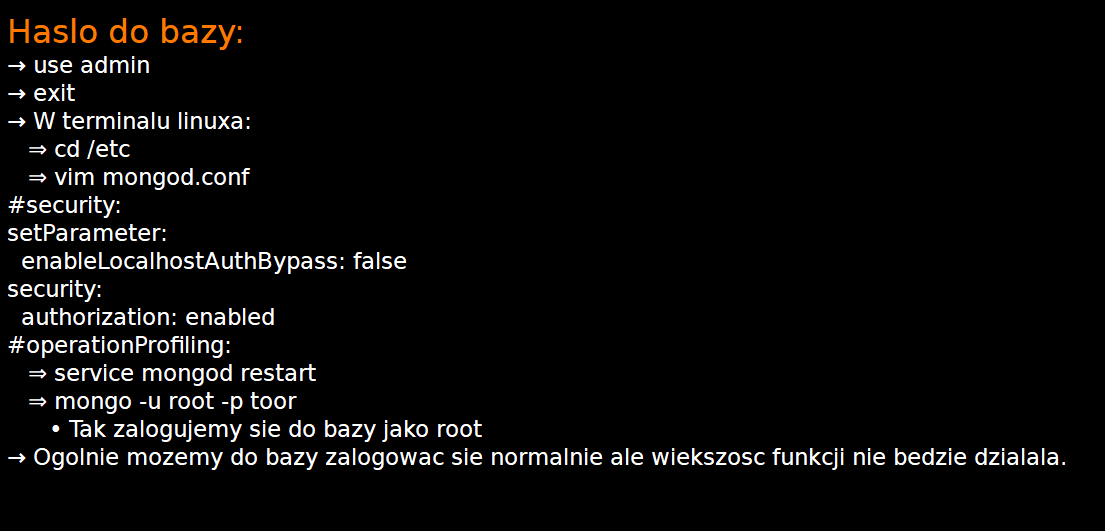 Haslo do bazy:
→ use admin
→ exit
→ W terminalu linuxa:
⇒ cd /etc
⇒ vim mongod.conf
#security:
setParameter:
enableLocalhostAuthBypass: false
security:
authorization: enabled
#operationProfiling:
⇒ service mongod restart
⇒ mongo -u root -p toor
• Tak zalogujemy sie do bazy jako root
→ Ogolnie mozemy do bazy zalogowac sie normalnie ale wiekszosc funkcji nie bedzie dzialala.